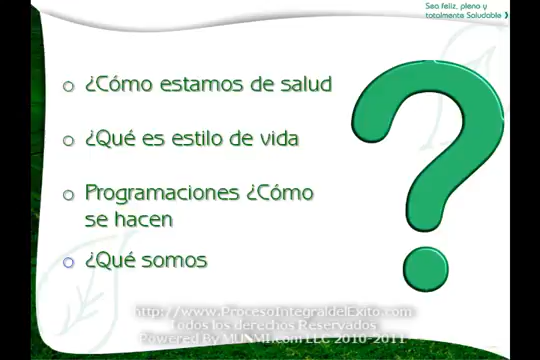 Sea feliz, pleno y
totalmente Saludable
¿Cómo estamos de salud
¿Qué es estilo de vida
Programaciones ¿Cómo
se hacen
¿Qué somos
http://www.ProcesoIntegraldelExito.com
Todos los derechos Reservados
Powered By MUNMI.com LLC 2010-2011